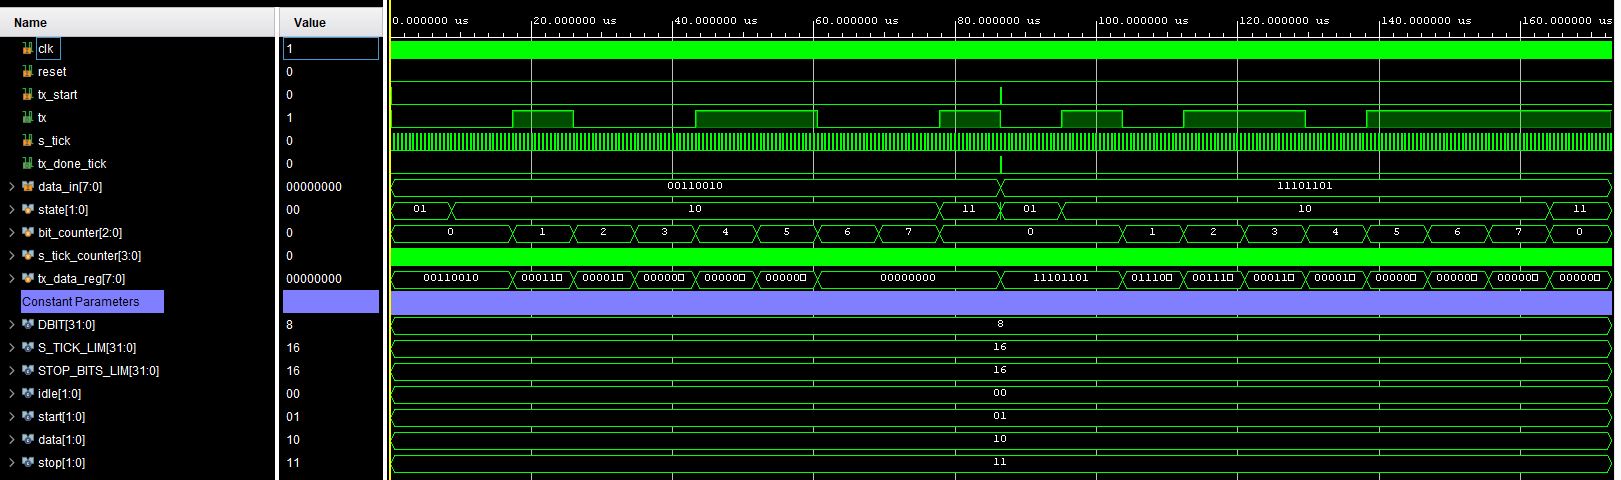 Name Value 0.000000 us 20.000000 us 40.000000 us 60.000000 us 80.000000 us 100.000000 us 120.000000 us 140.000000 us 160.000000 us
clk 1
reset 0
tx_start 0
tx 1
s_tick 0
tx_done_tick 0
data_in[7:0] 00000000 00110010 11101101
state[1:0] 00 01 10 11 01 10 11
bit_counter[2:0] 0 0 1 2 3 4 5 6 7 0 1 2 3 4 5 6 7 0
s_tick_counter[3:0] 0
tx_data_reg[7:0] 00000000 00110010 000110□ 000010□ 000000□ 000000□ 000000□ 00000000 11101101 011100□ 001110□ 000110□ 000010□ 000000□ 000000□ 000000□ 000000□
Constant Parameters
DBIT[31:0] 8 8
S_TICK_LIM[31:0] 16 16
STOP_BITS_LIM[31:0] 16 16
idle[1:0] 00 00
start[1:0] 01 01
data[1:0] 10 10
stop[1:0] 11 11